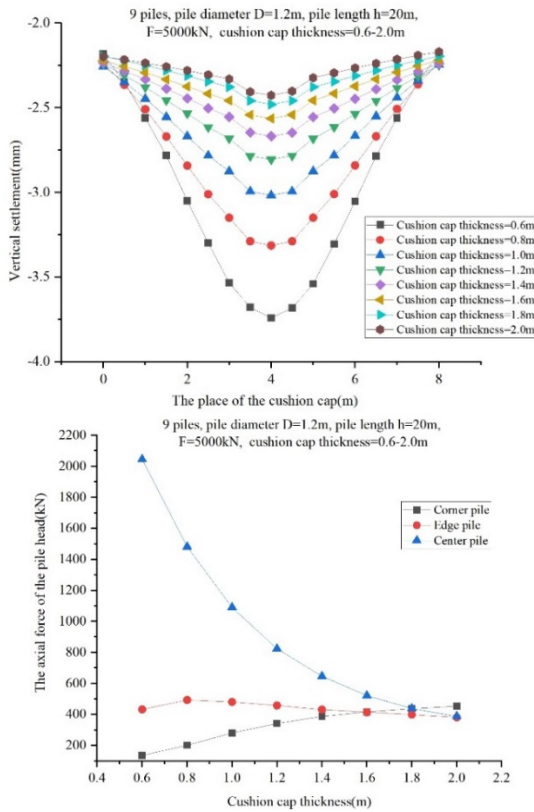 9 piles, pile diameter D=1.2m, pile length h=20m,
F=5000kN, cushion cap thickness=0.6-2.0m
-2.0
-2.5
-3.0
-3.5
-4.0
Vertical settlement(mm)
Cushion cap thickness=0.6m
Cushion cap thickness=0.8m
Cushion cap thickness=1.0m
Cushion cap thickness=1.2m
Cushion cap thickness=1.4m
Cushion cap thickness=1.6m
Cushion cap thickness=1.8m
Cushion cap thickness=2.0m
0 2 4 6 8
The place of the cushion cap(m)
9 piles, pile diameter D=1.2m, pile length h=20m,
F=5000kN, cushion cap thickness=0.6-2.0m
2200
2000
1800
1600
1400
1200
1000
800
600
400
200
The axial force of the pile head(kN)
Corner pile
Edge pile
Center pile
0.4 0.6 0.8 1.0 1.2 1.4 1.6 1.8 2.0 2.2
Cushion cap thickness(m)